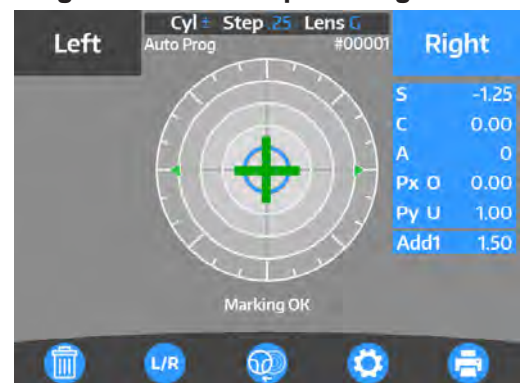 Left
Cyl ± Step .25 Lens G
Auto Prog #00001
Right
S -1.25
C 0.00
A 0
Px O 0.00
Py U 1.00
Add1 1.50
Marking OK
L/R